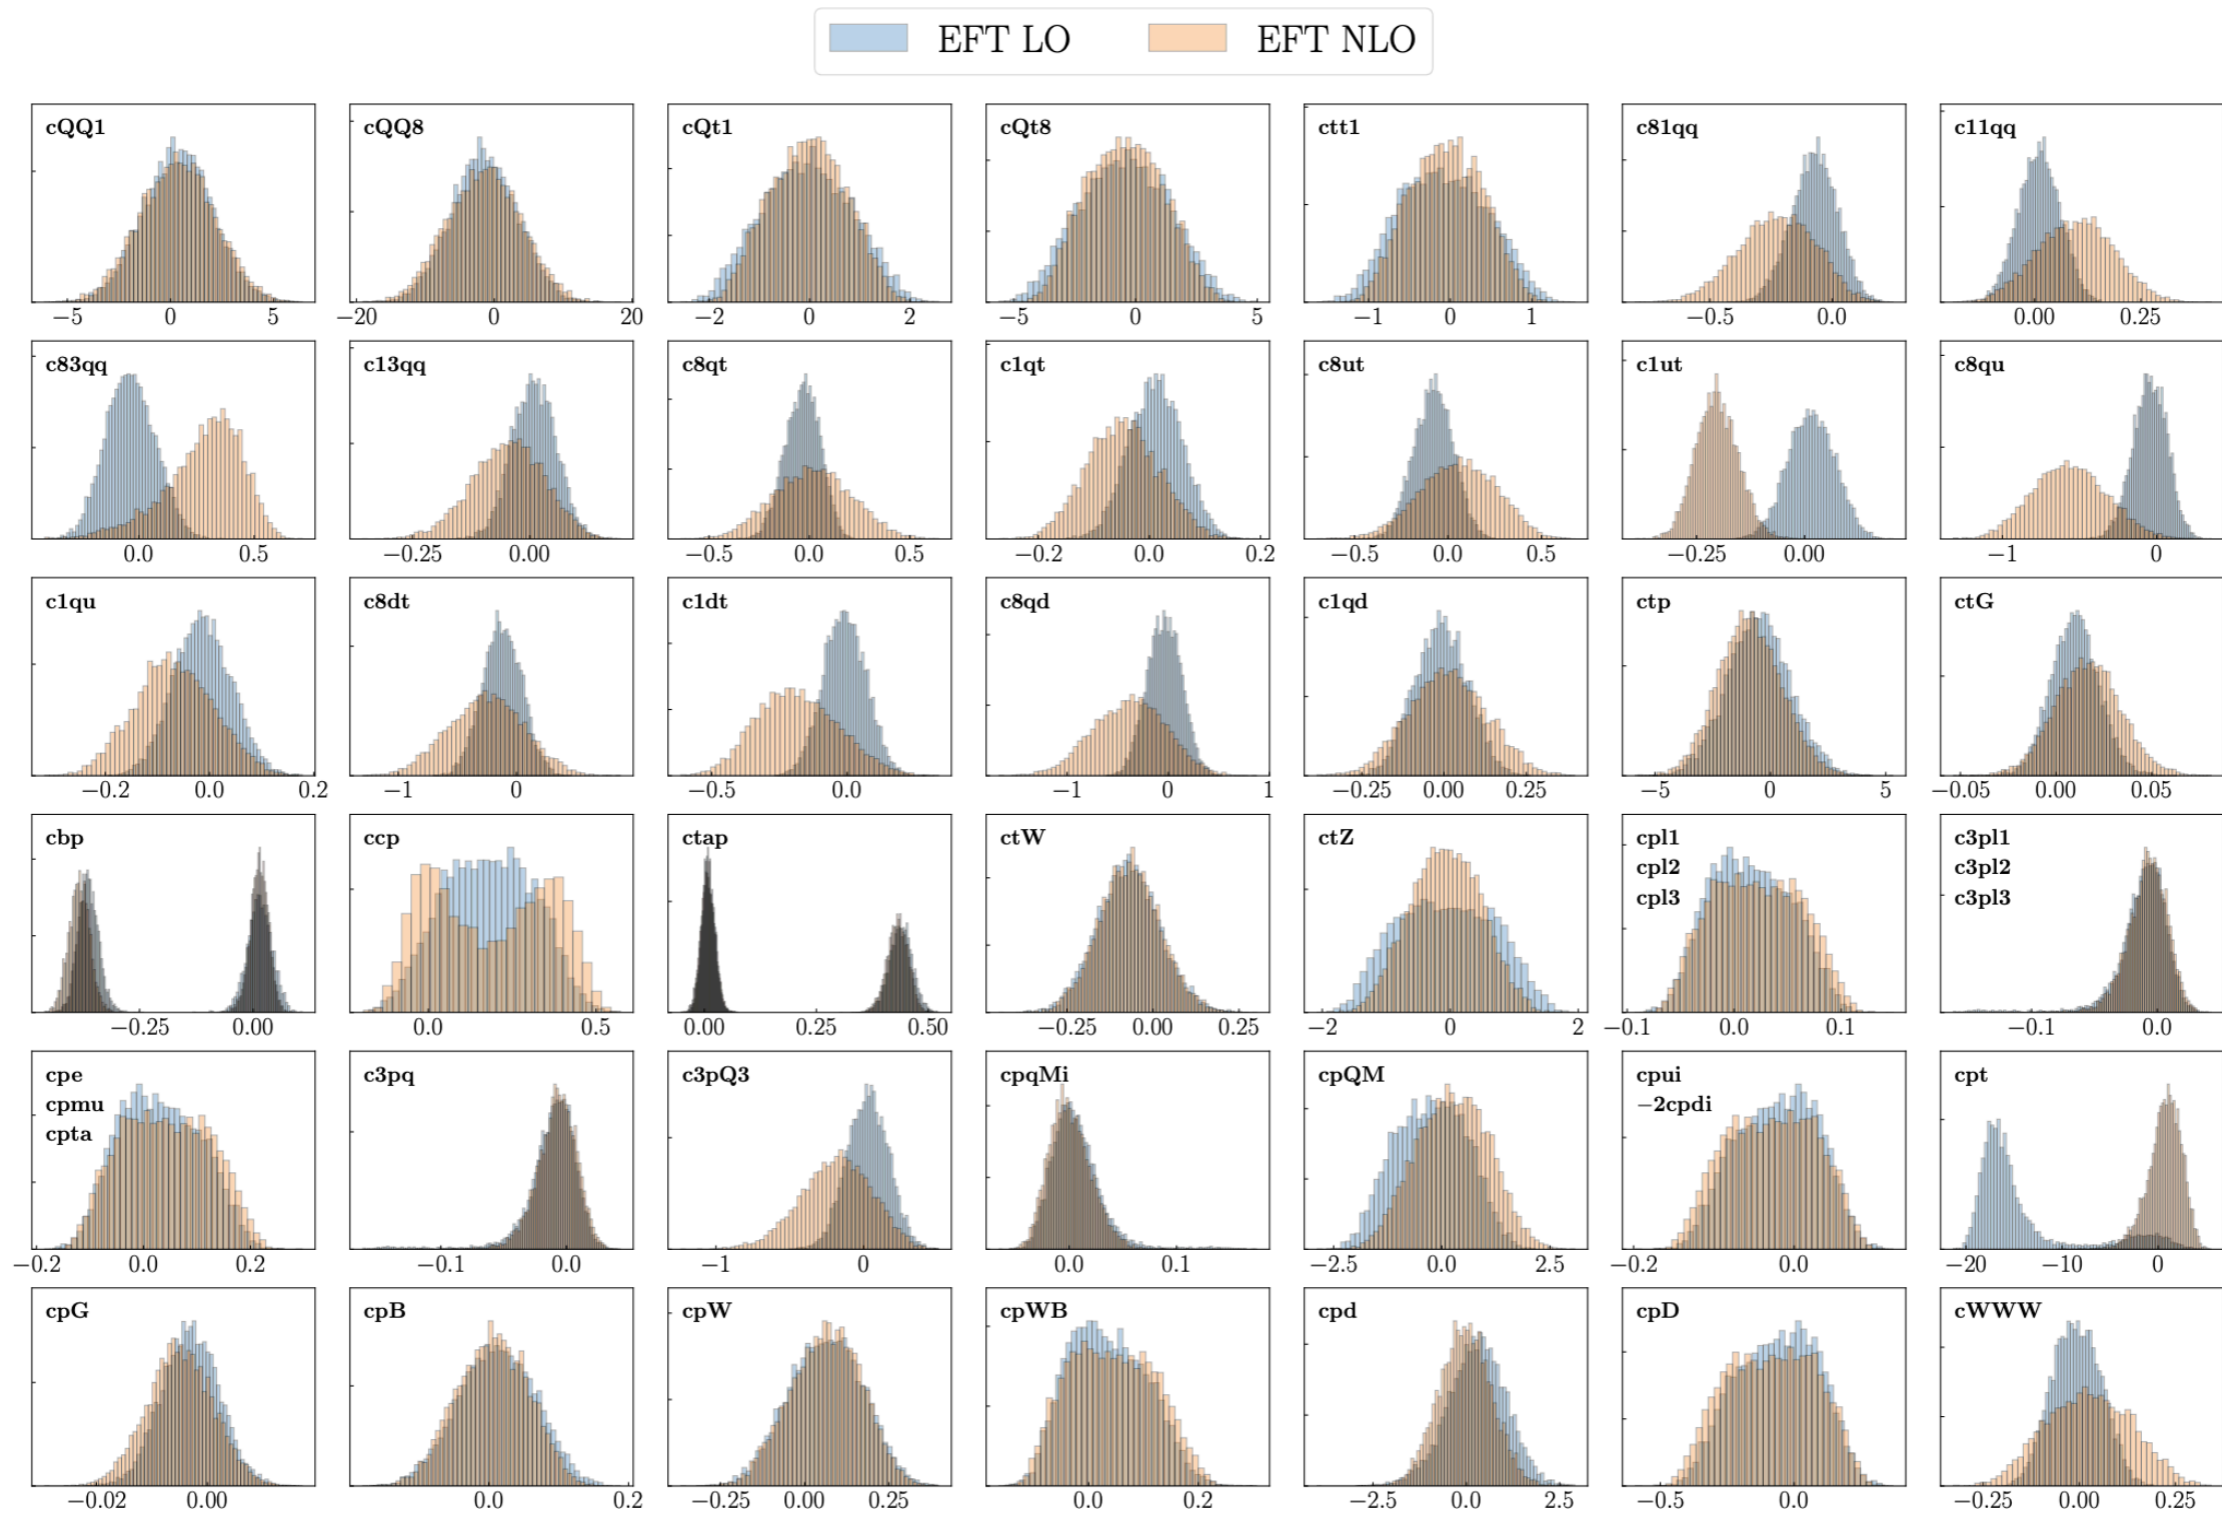 EFT LO EFT NLO
cQQ1 cQQ8 cQt1 cQt8 ctt1 c81qq c11qq
−5 0 5 −20 0 20 −2 0 2 −5 0 5 −1 0 1 −0.5 0.0 0.00 0.25
c83qq c13qq c8qt c1qt c8ut c1ut c8qu
0.0 0.5 −0.25 0.00 −0.5 0.0 0.5 −0.2 0.0 0.2 −0.5 0.0 0.5 −0.25 0.00 −1 0
c1qu c8dt c1dt c8qd c1qd ctp ctG
−0.2 0.0 0.2 −1 0 −0.5 0.0 −1 0 1 −0.25 0.00 0.25 −5 0 5 −0.05 0.00 0.05
cbp ccp ctap ctW ctZ cpl1 c3pl1
cpl2 c3pl2
cpl3 c3pl3
−0.25 0.00 0.0 0.5 0.00 0.25 0.50 −0.25 0.00 0.25 −2 0 2 −0.1 0.0 0.1 −0.1 0.0
cpe c3pq c3pQ3 cpqMi cpQM cpui cpt
cpmu −2cpdi
cpta
−0.2 0.0 0.2 −0.1 0.0 −1 0 0.0 0.1 −2.5 0.0 2.5 −0.2 0.0 −20 −10 0
cpG cpB cpW cpWB cpd cpD cWWW
−0.02 0.00 0.0 0.2 −0.25 0.00 0.25 0.0 0.2 −2.5 0.0 2.5 −0.5 0.0 −0.25 0.00 0.25